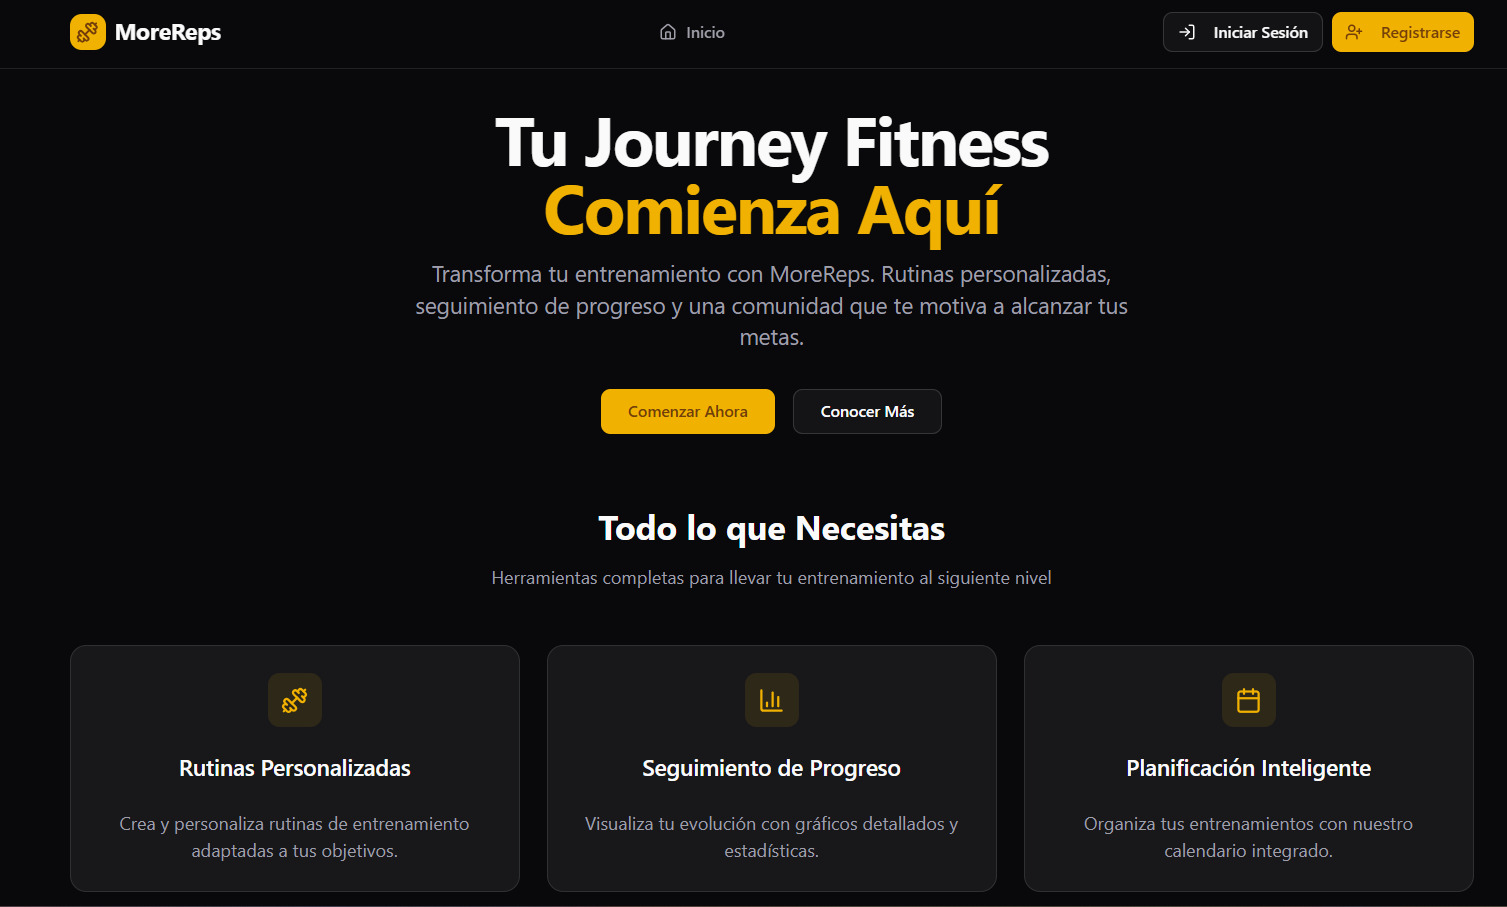 MoreReps
Inicio
Iniciar Sesión
Registrarse
Tu Journey Fitness
Comienza Aquí
Transforma tu entrenamiento con MoreReps. Rutinas personalizadas,
seguimiento de progreso y una comunidad que te motiva a alcanzar tus
metas.
Comenzar Ahora
Conocer Más
Todo lo que Necesitas
Herramientas completas para llevar tu entrenamiento al siguiente nivel
Rutinas Personalizadas
Crea y personaliza rutinas de entrenamiento
adaptadas a tus objetivos.
Seguimiento de Progreso
Visualiza tu evolución con gráficos detallados y
estadísticas.
Planificación Inteligente
Organiza tus entrenamientos con nuestro
calendario integrado.